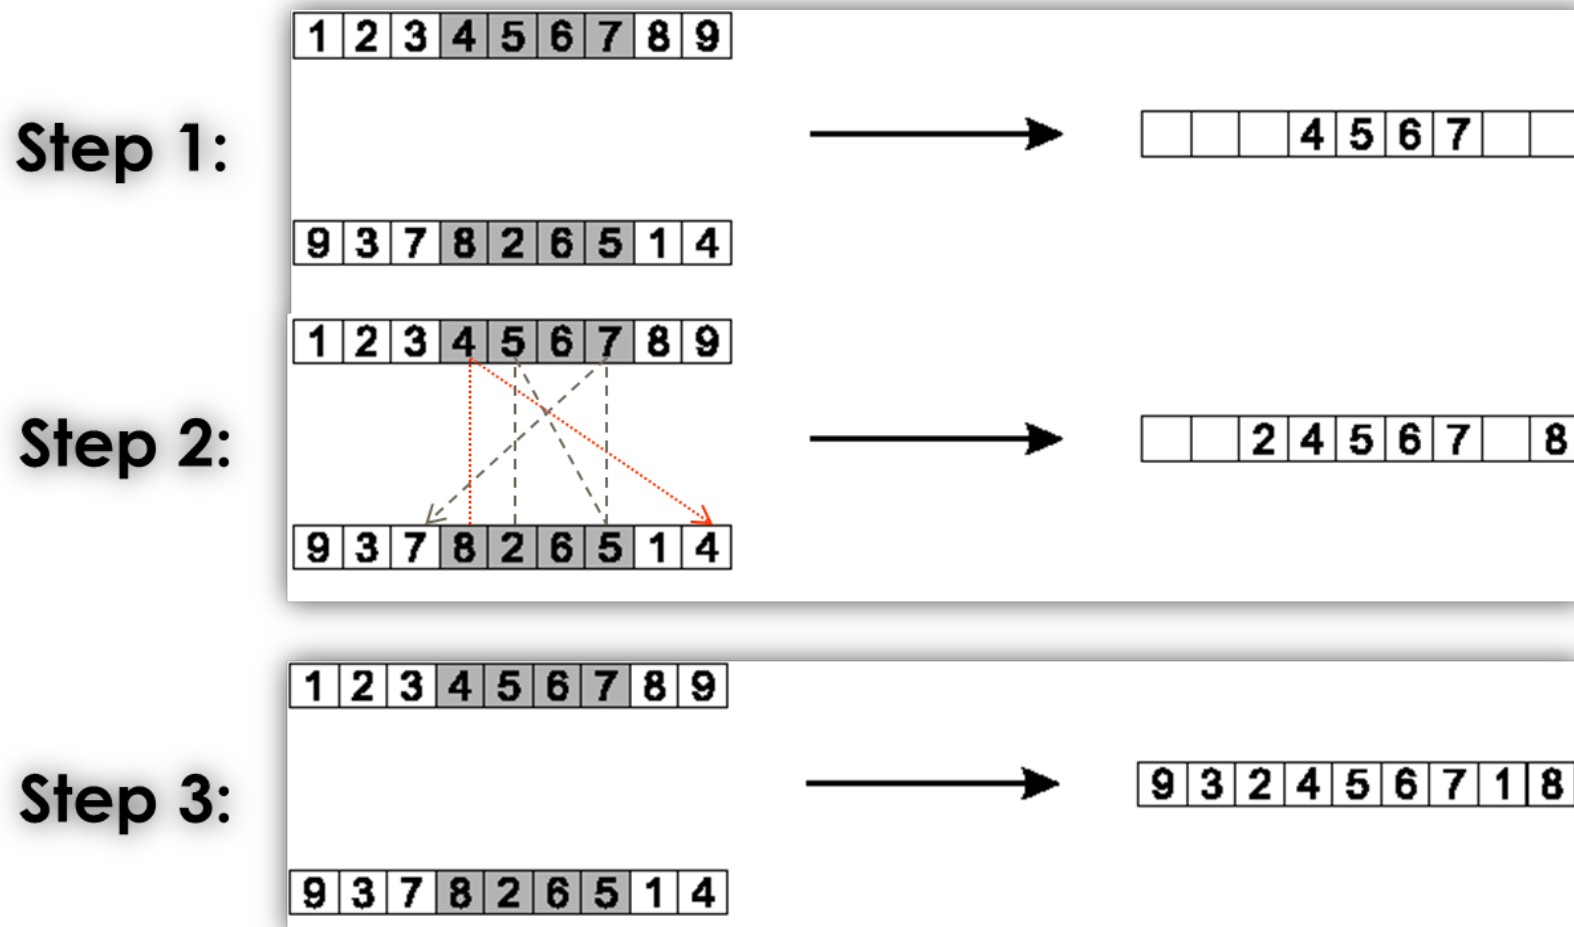 1 2 3 4 5 6 7 8 9
Step 1:
4 5 6 7
9 3 7 8 2 6 5 1 4
1 2 3 4 5 6 7 8 9
Step 2:
2 4 5 6 7 8
9 3 7 8 2 6 5 1 4
1 2 3 4 5 6 7 8 9
Step 3:
9 3 2 4 5 6 7 1 8
9 3 7 8 2 6 5 1 4